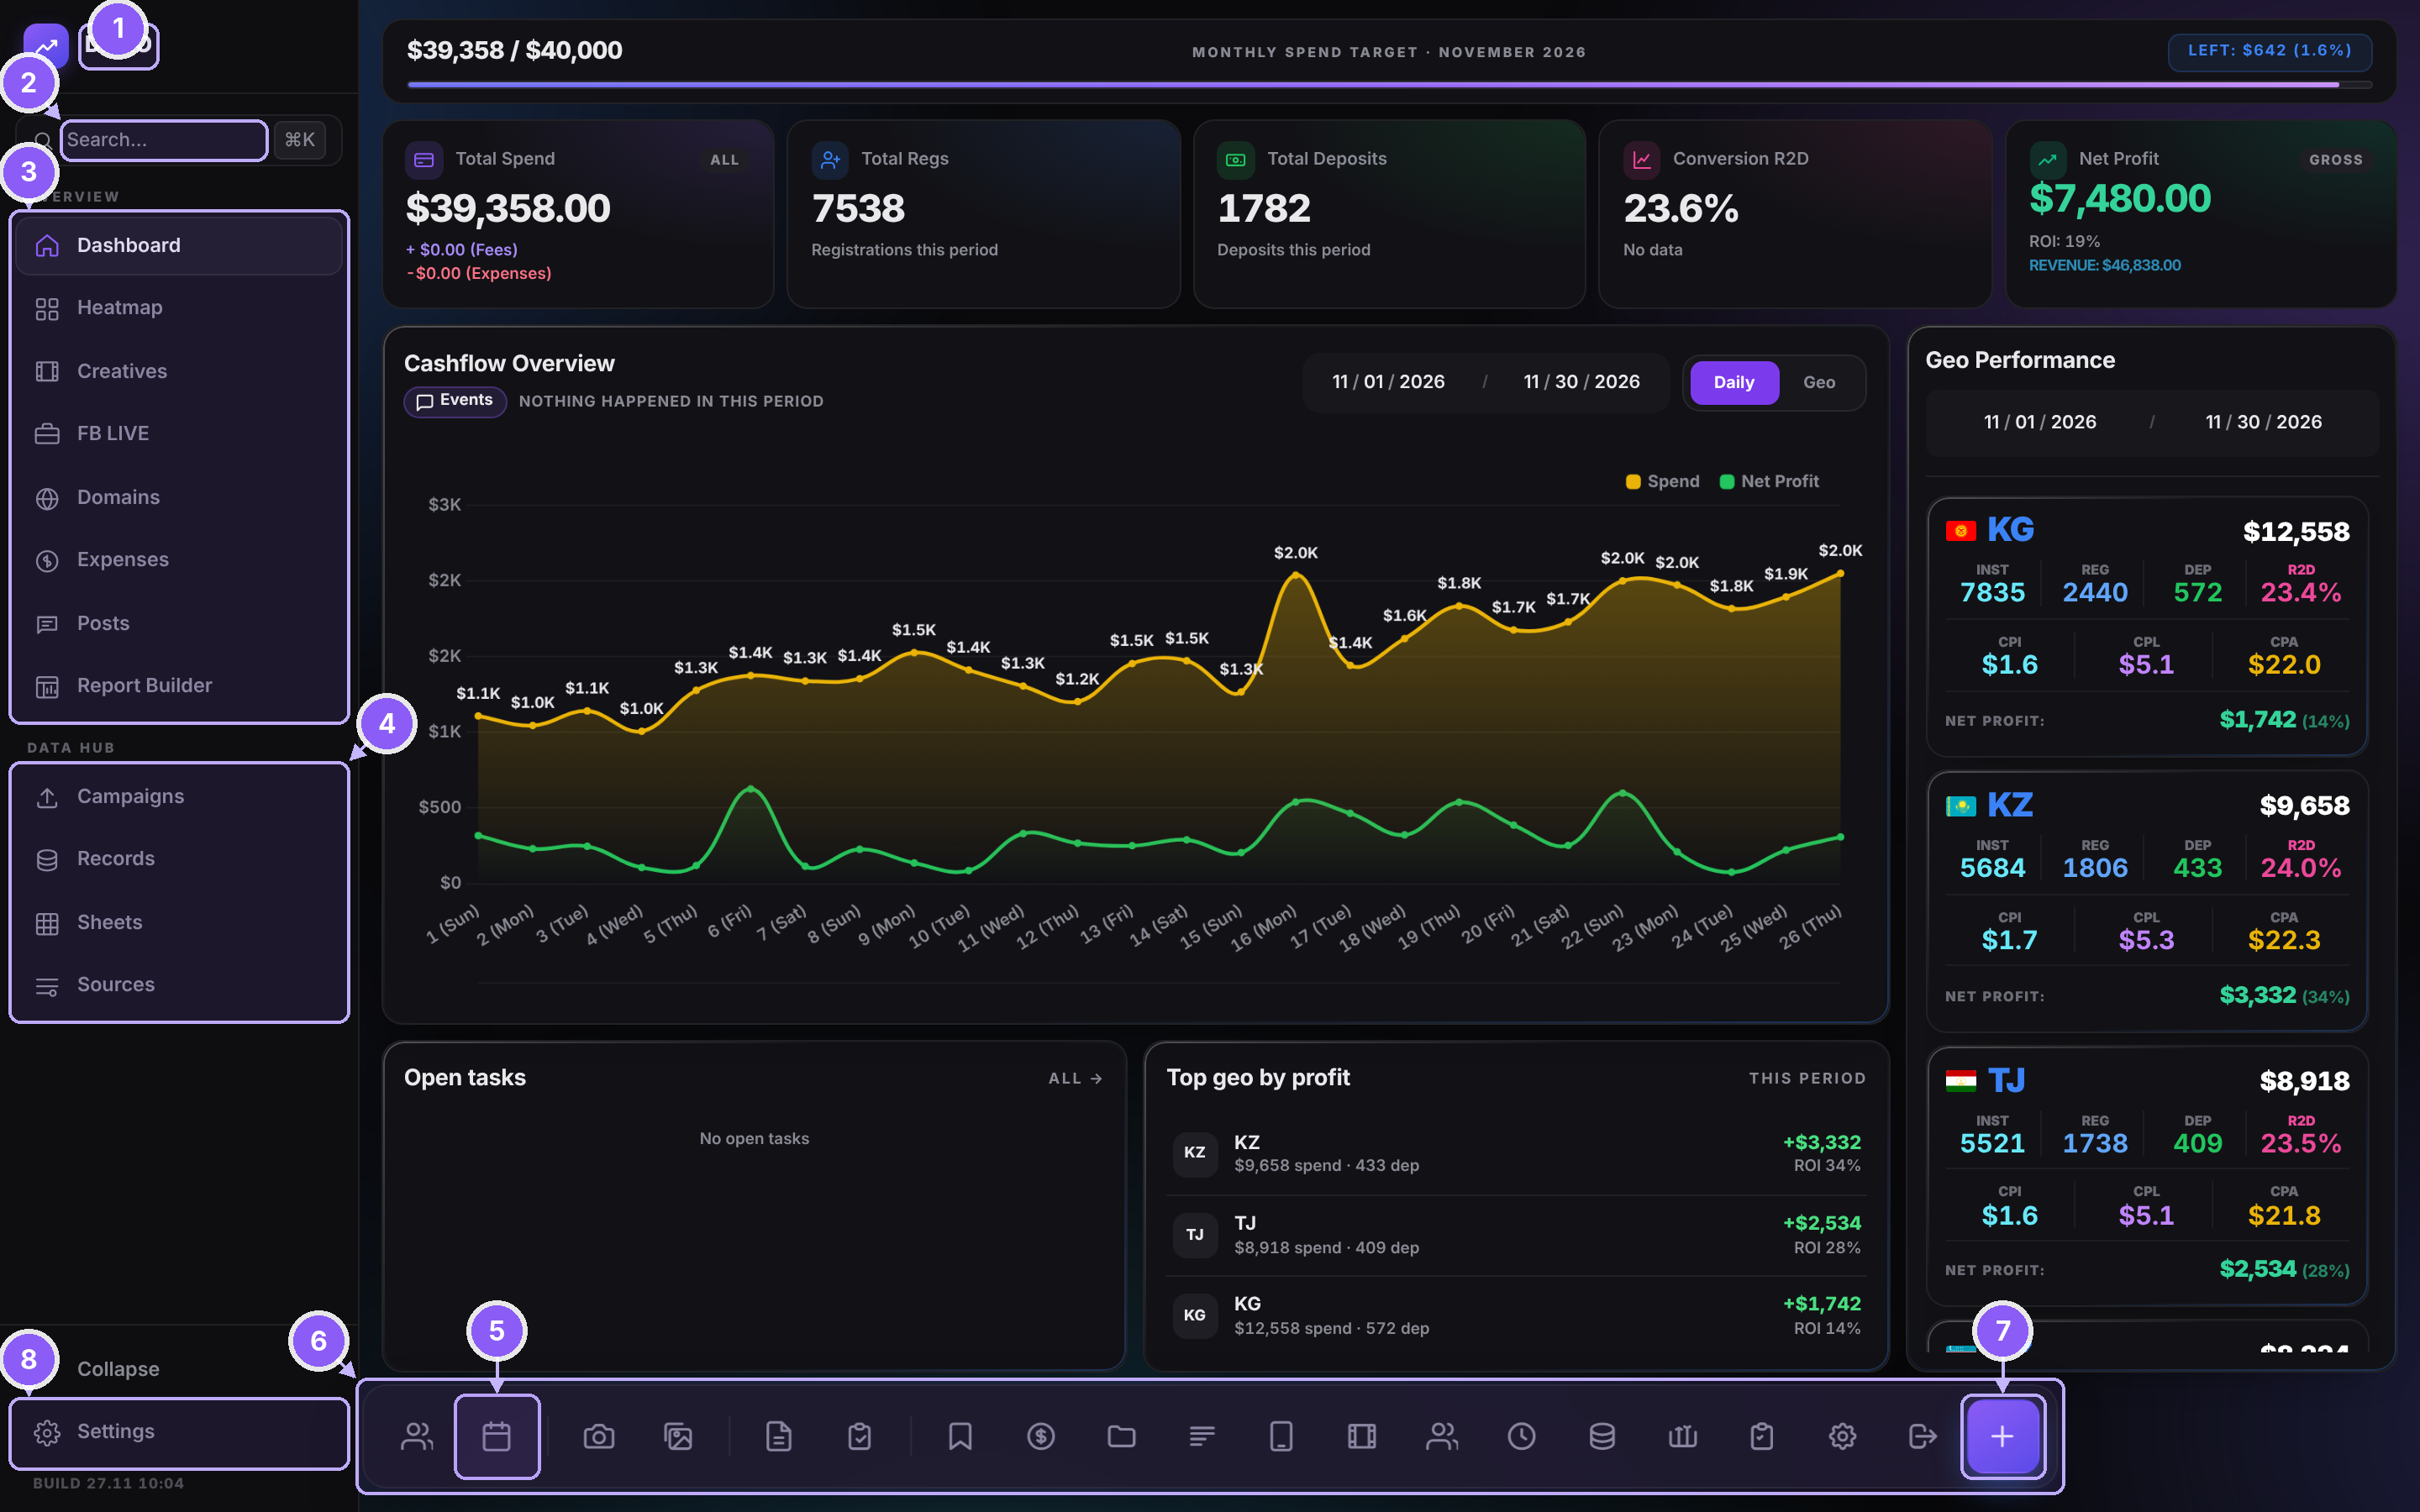 1
2
Search...
⌘K
3
Dashboard
Heatmap
Creatives
FB LIVE
Domains
Expenses
Posts
Report Builder
4
DATA HUB
Campaigns
Records
Sheets
Sources
8
Collapse
Settings
BUILD 27.11 10:04
$39,358 / $40,000
MONTHLY SPEND TARGET · NOVEMBER 2026
LEFT: $642 (1.6%)
Total Spend
ALL
$39,358.00
+ $0.00 (Fees)
-$0.00 (Expenses)
Total Regs
7538
Registrations this period
Total Deposits
1782
Deposits this period
Conversion R2D
23.6%
No data
Net Profit
GROSS
$7,480.00
ROI: 19%
REVENUE: $46,838.00
Cashflow Overview
Events
NOTHING HAPPENED IN THIS PERIOD
11 / 01 / 2026 / 11 / 30 / 2026
Daily
Geo
Spend
Net Profit
$3K
$2K
$2K
$1K
$500
$0
$1.1K $1.0K $1.1K $1.0K $1.3K $1.4K $1.3K $1.4K $1.5K $1.4K $1.3K $1.2K $1.5K $1.5K $1.3K $2.0K $1.4K $1.6K $1.8K $1.7K $1.7K $2.0K $2.0K $1.8K $1.9K $2.0K
1 (Sun) 2 (Mon) 3 (Tue) 4 (Wed) 5 (Thu) 6 (Fri) 7 (Sat) 8 (Sun) 9 (Mon) 10 (Tue) 11 (Wed) 12 (Thu) 13 (Fri) 14 (Sat) 15 (Sun) 16 (Mon) 17 (Tue) 18 (Wed) 19 (Thu) 20 (Fri) 21 (Sat) 22 (Sun) 23 (Mon) 24 (Tue) 25 (Wed) 26 (Thu)
Geo Performance
11 / 01 / 2026 / 11 / 30 / 2026
KG
$12,558
INST REG DEP R2D
7835 2440 572 23.4%
CPI CPL CPA
$1.6 $5.1 $22.0
NET PROFIT: $1,742 (14%)
KZ
$9,658
INST REG DEP R2D
5684 1806 433 24.0%
CPI CPL CPA
$1.7 $5.3 $22.3
NET PROFIT: $3,332 (34%)
TJ
$8,918
INST REG DEP R2D
5521 1738 409 23.5%
CPI CPL CPA
$1.6 $5.1 $21.8
NET PROFIT: $2,534 (28%)
Open tasks
ALL →
No open tasks
Top geo by profit
THIS PERIOD
KZ
KZ
$9,658 spend · 433 dep
+$3,332
ROI 34%
TJ
TJ
$8,918 spend · 409 dep
+$2,534
ROI 28%
KG
KG
$12,558 spend · 572 dep
+$1,742
ROI 14%
6
5
7